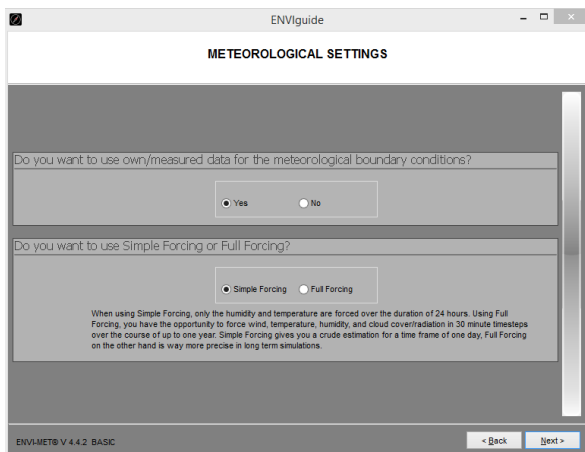 ENVIguide
METEOROLOGICAL SETTINGS
Do you want to use own/measured data for the meteorological boundary conditions?
Yes No
Do you want to use Simple Forcing or Full Forcing?
Simple Forcing Full Forcing
When using Simple Forcing, only the humidity and temperature are forced over the duration of 24 hours. Using Full
Forcing, you have the opportunity to force wind, temperature, humidity, and cloud cover/radiation in 30 minute timesteps
over the course of up to one year. Simple Forcing gives you a crude estimation for a time frame of one day, Full Forcing
on the other hand is way more precise in long term simulations.
ENVI-MET® V 4.4.2 BASIC
< Back Next >